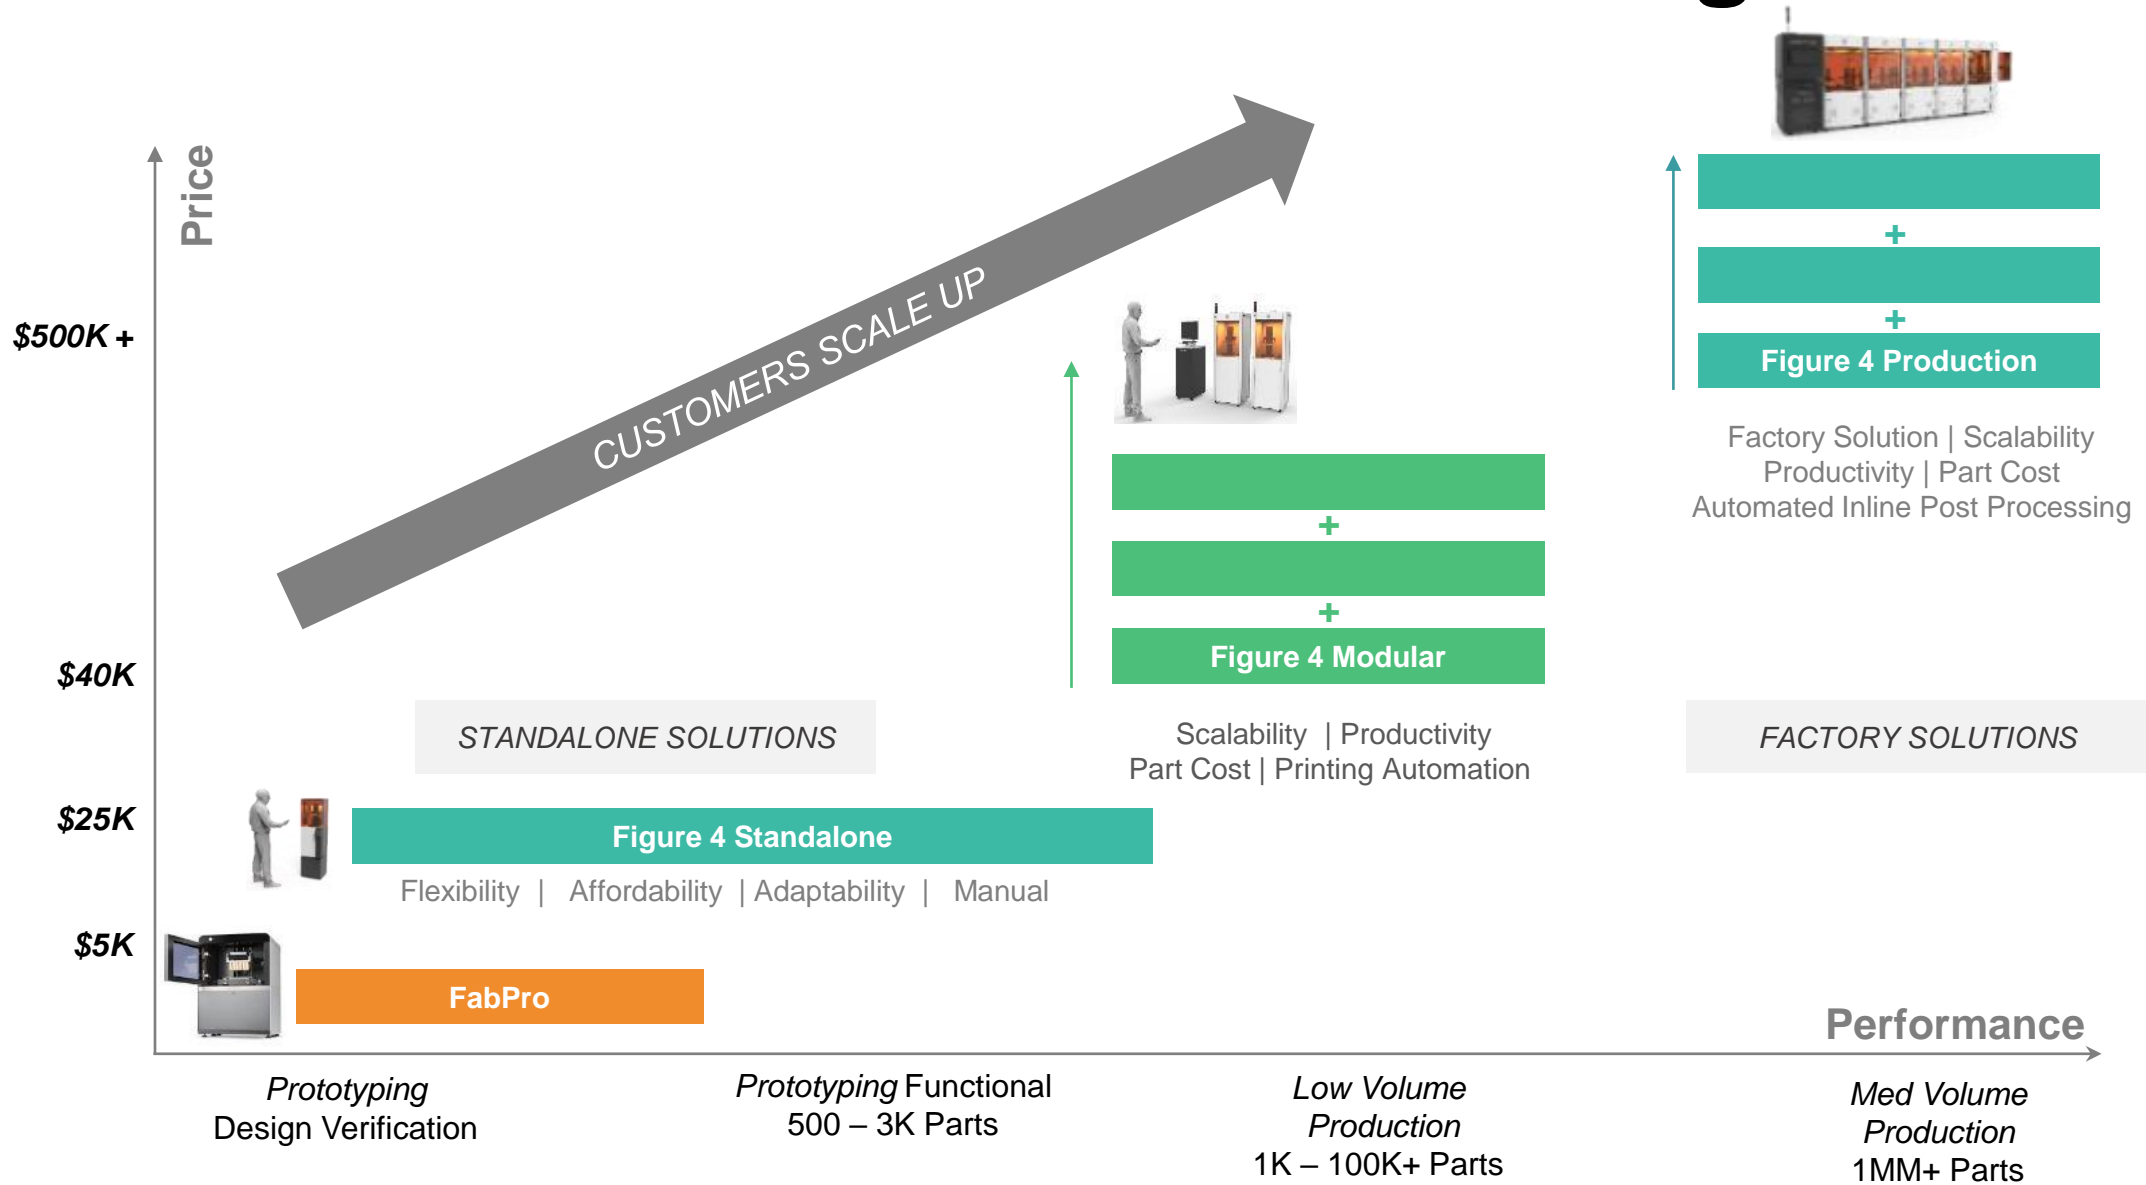 Price
$500K +
$40K
$25K
$5K
CUSTOMERS SCALE UP
+
+
Figure 4 Production
Factory Solution | Scalability
Productivity | Part Cost
Automated Inline Post Processing
+
+
Figure 4 Modular
Scalability | Productivity
Part Cost | Printing Automation
STANDALONE SOLUTIONS
FACTORY SOLUTIONS
Figure 4 Standalone
Flexibility | Affordability | Adaptability | Manual
FabPro
Performance
Prototyping
Design Verification
Prototyping Functional
500 – 3K Parts
Low Volume
Production
1K – 100K+ Parts
Med Volume
Production
1MM+ Parts